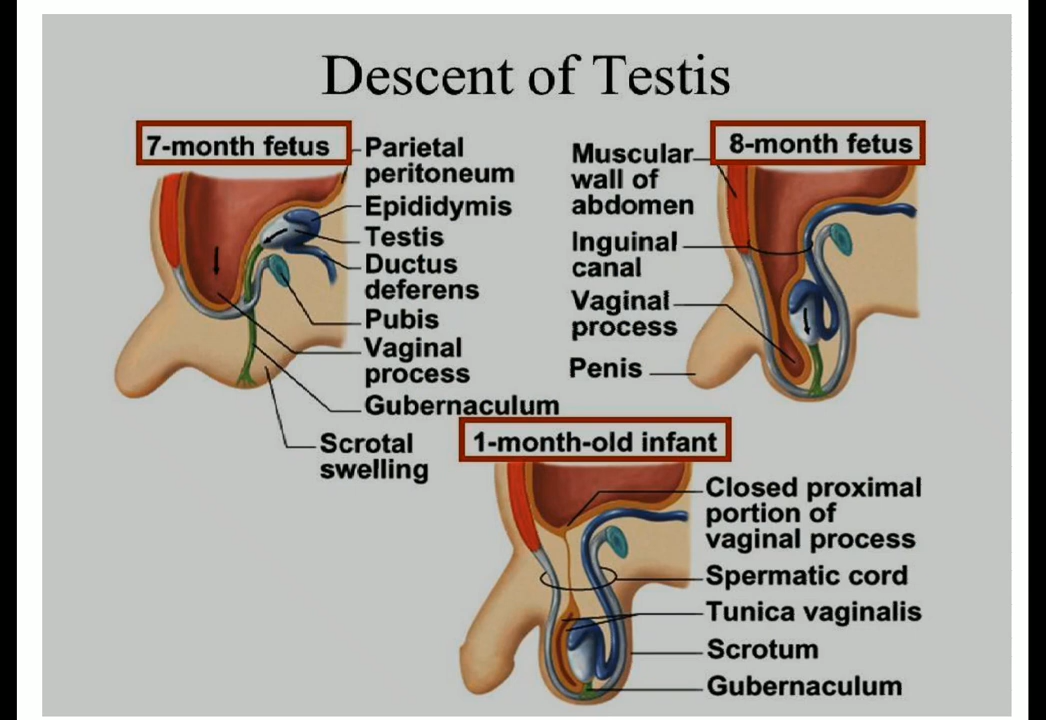 Descent of Testis
7-month fetus
Parietal
peritoneum
Epididymis
Testis
Ductus
deferens
Pubis
Vaginal
process
Gubernaculum
Scrotal
swelling
8-month fetus
Muscular
wall of
abdomen
Inguinal
canal
Vaginal
process
Penis
1-month-old infant
Closed proximal
portion of
vaginal process
Spermatic cord
Tunica vaginalis
Scrotum
Gubernaculum